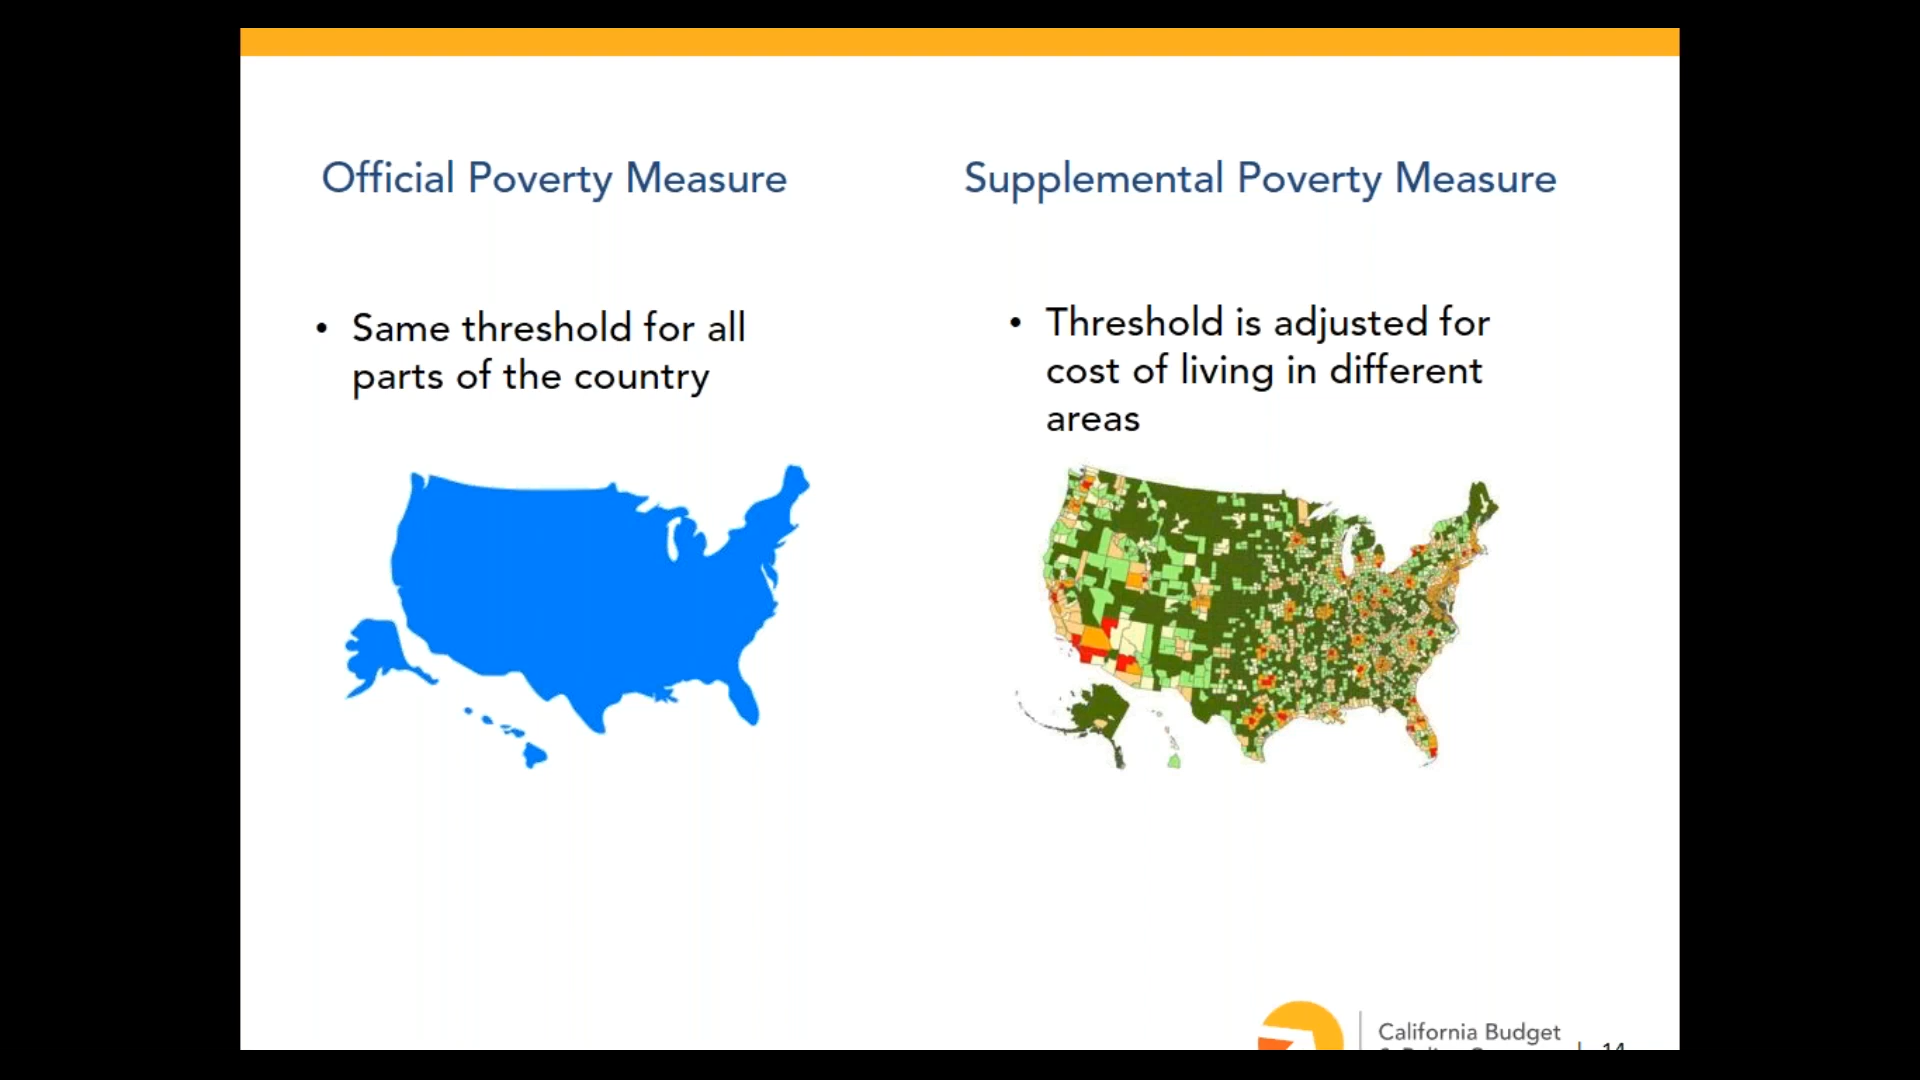 Official Poverty Measure
• Same threshold for all
parts of the country
Supplemental Poverty Measure
• Threshold is adjusted for
cost of living in different
areas
California Budget
14